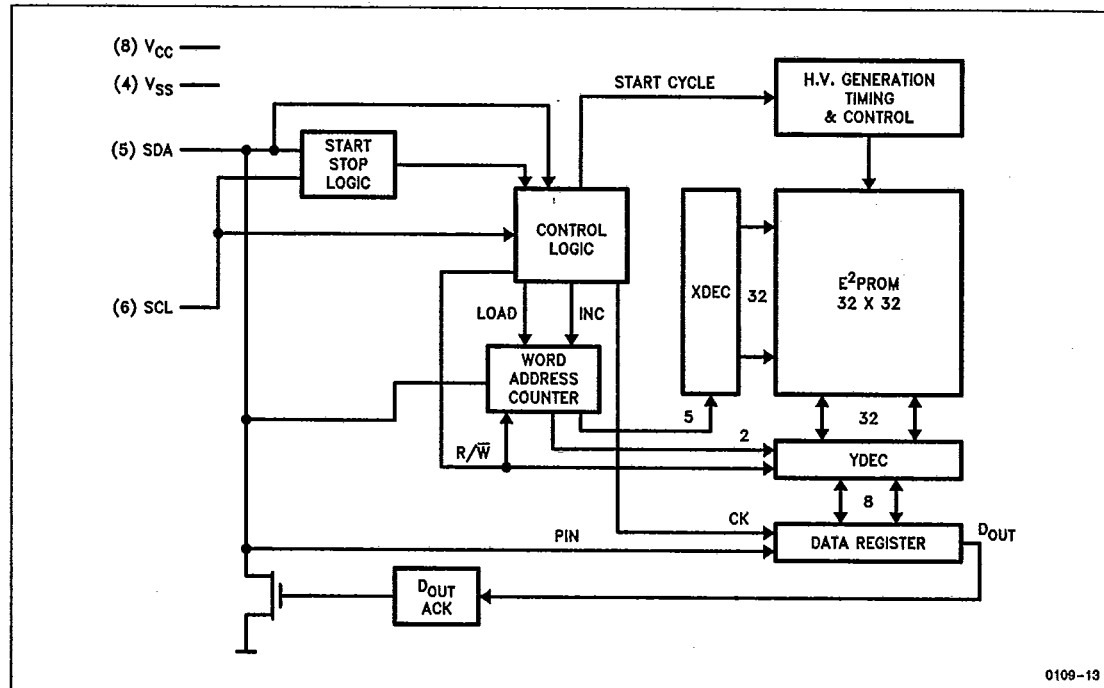 (8) VCC
(4) VSS
(5) SDA
(6) SCL
START
STOP
LOGIC
START CYCLE
H.V. GENERATION
TIMING
& CONTROL
CONTROL
LOGIC
XDEC
32
E²PROM
32 X 32
LOAD
INC
WORD
ADDRESS
COUNTER
5
2
32
R/W̅
YDEC
8
CK
PIN
DATA REGISTER
DOUT
DOUT
ACK
0109-13